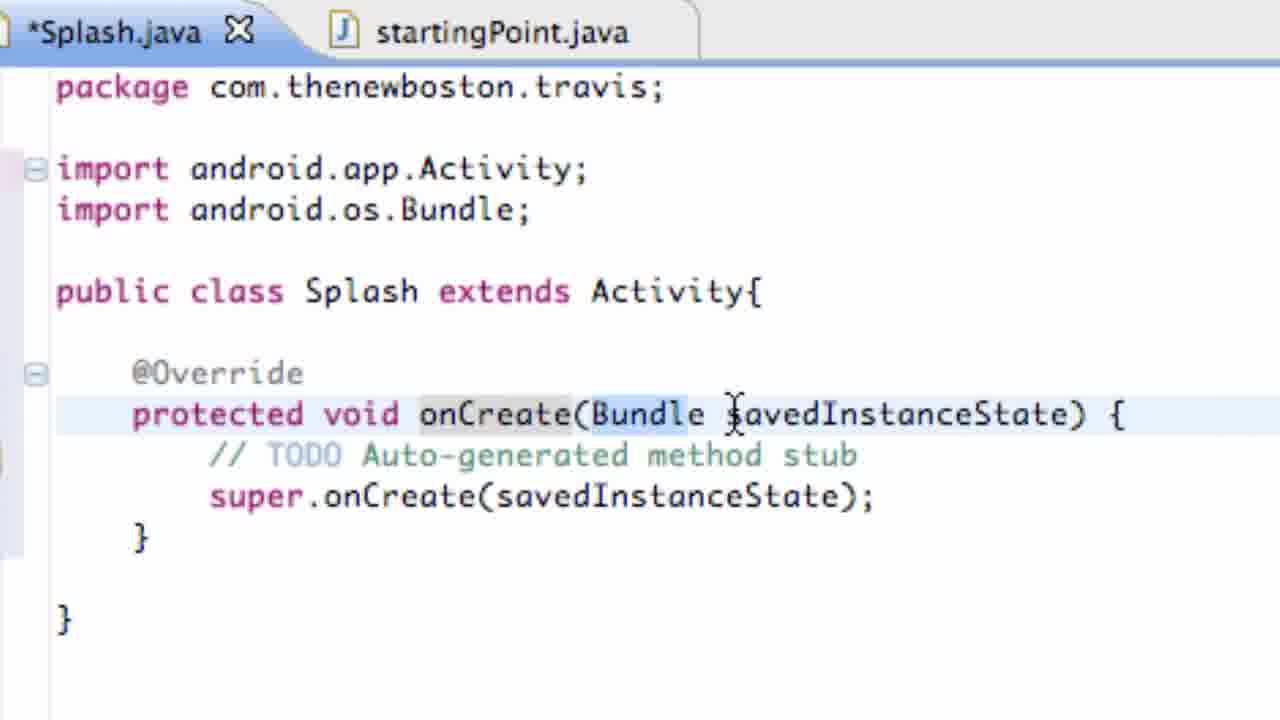 *Splash.java startingPoint.java
package com.thenewboston.travis;
import android.app.Activity;
import android.os.Bundle;
public class Splash extends Activity{
@Override
protected void onCreate(Bundle savedInstanceState) {
// TODO Auto-generated method stub
super.onCreate(savedInstanceState);
}
}